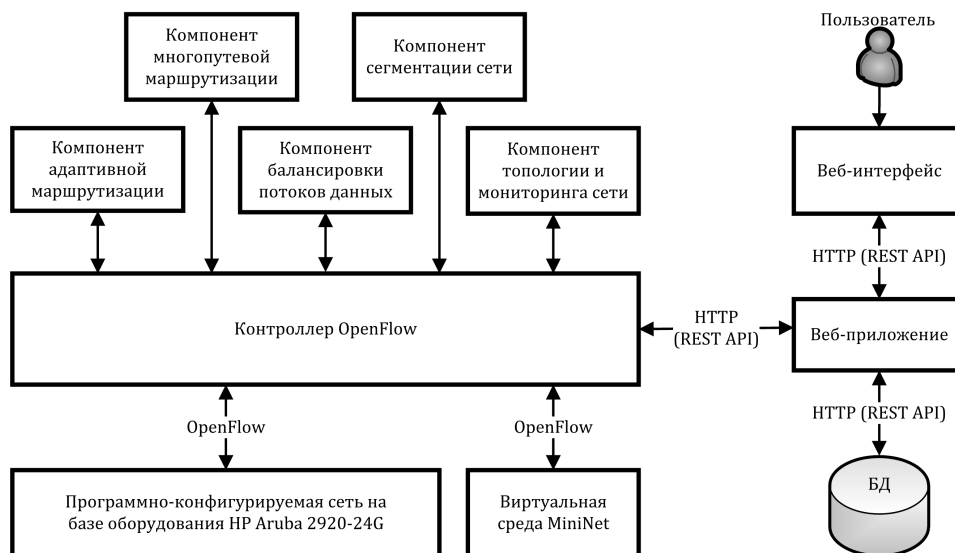 Компонент
многопутевой
маршрутизации
Компонент
сегментации сети
Пользователь
Компонент
адаптивной
маршрутизации
Компонент
балансировки
потоков данных
Компонент
топологии и
мониторинга сети
Веб-интерфейс
HTTP (REST API)
Контроллер OpenFlow
HTTP
(REST API)
Веб-приложение
OpenFlow
OpenFlow
HTTP (REST API)
Программно-конфигурируемая сеть на
базе оборудования HP Aruba 2920-24G
Виртуальная
среда MiniNet
БД